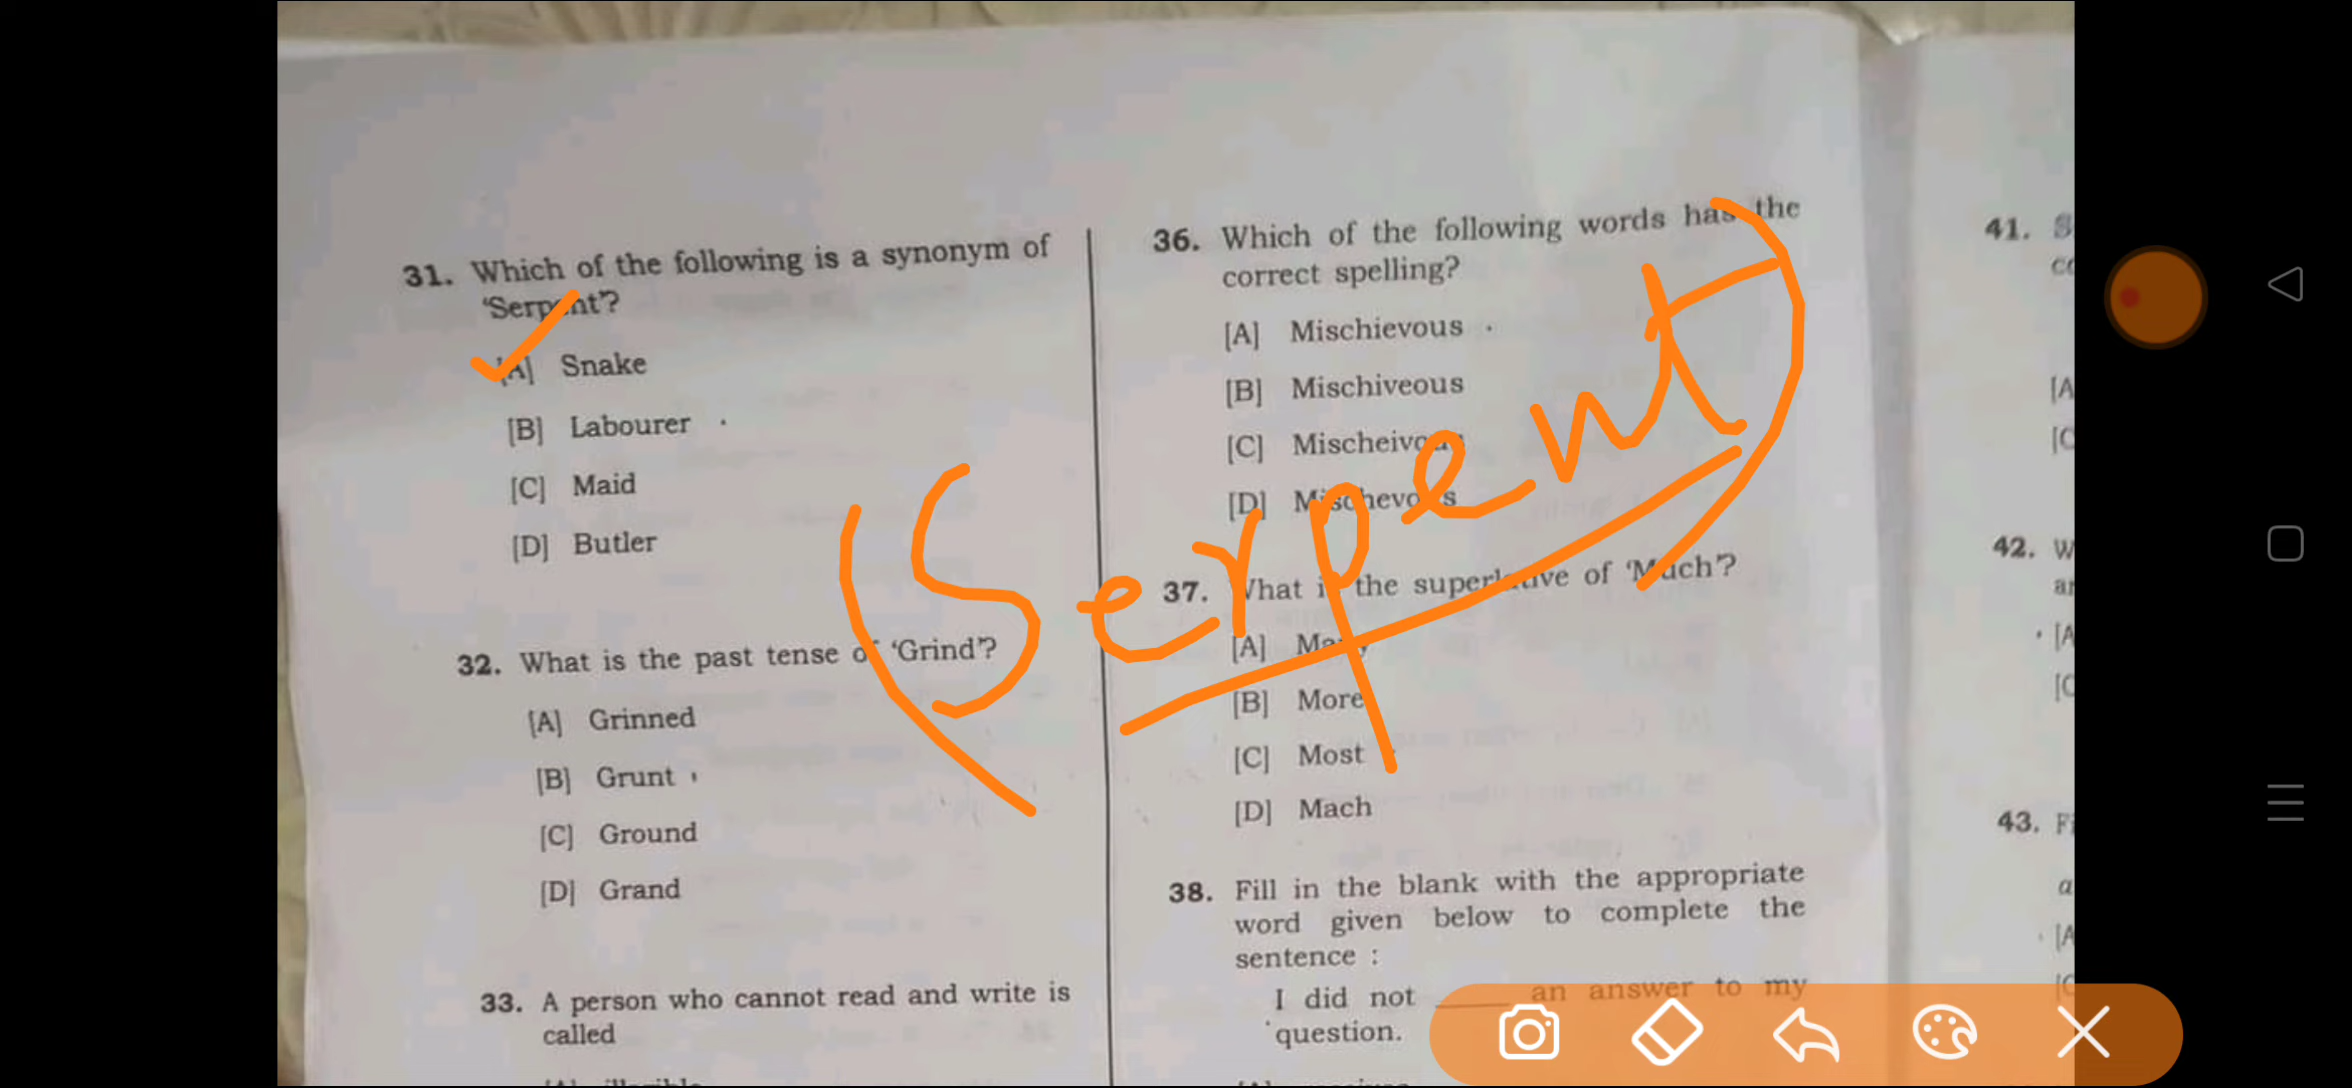 31. Which of the following is a synonym of
'Serpent'?
[A] Snake
[B] Labourer
[C] Maid
[D] Butler
32. What is the past tense of 'Grind'?
[A] Grinned
[B] Grunt
[C] Ground
[D] Grand
33. A person who cannot read and write is
called
36. Which of the following words has the
correct spelling?
[A] Mischievous
[B] Mischiveous
[C] Mischeivous
[D] Mischevous
37. What is the superlative of 'Much'?
[A] Many
[B] More
[C] Most
[D] Mach
38. Fill in the blank with the appropriate
word given below to complete the
sentence :
I did not _____ an answer to my
question.
(Serpent)
41.
42.
[A
[C
43.